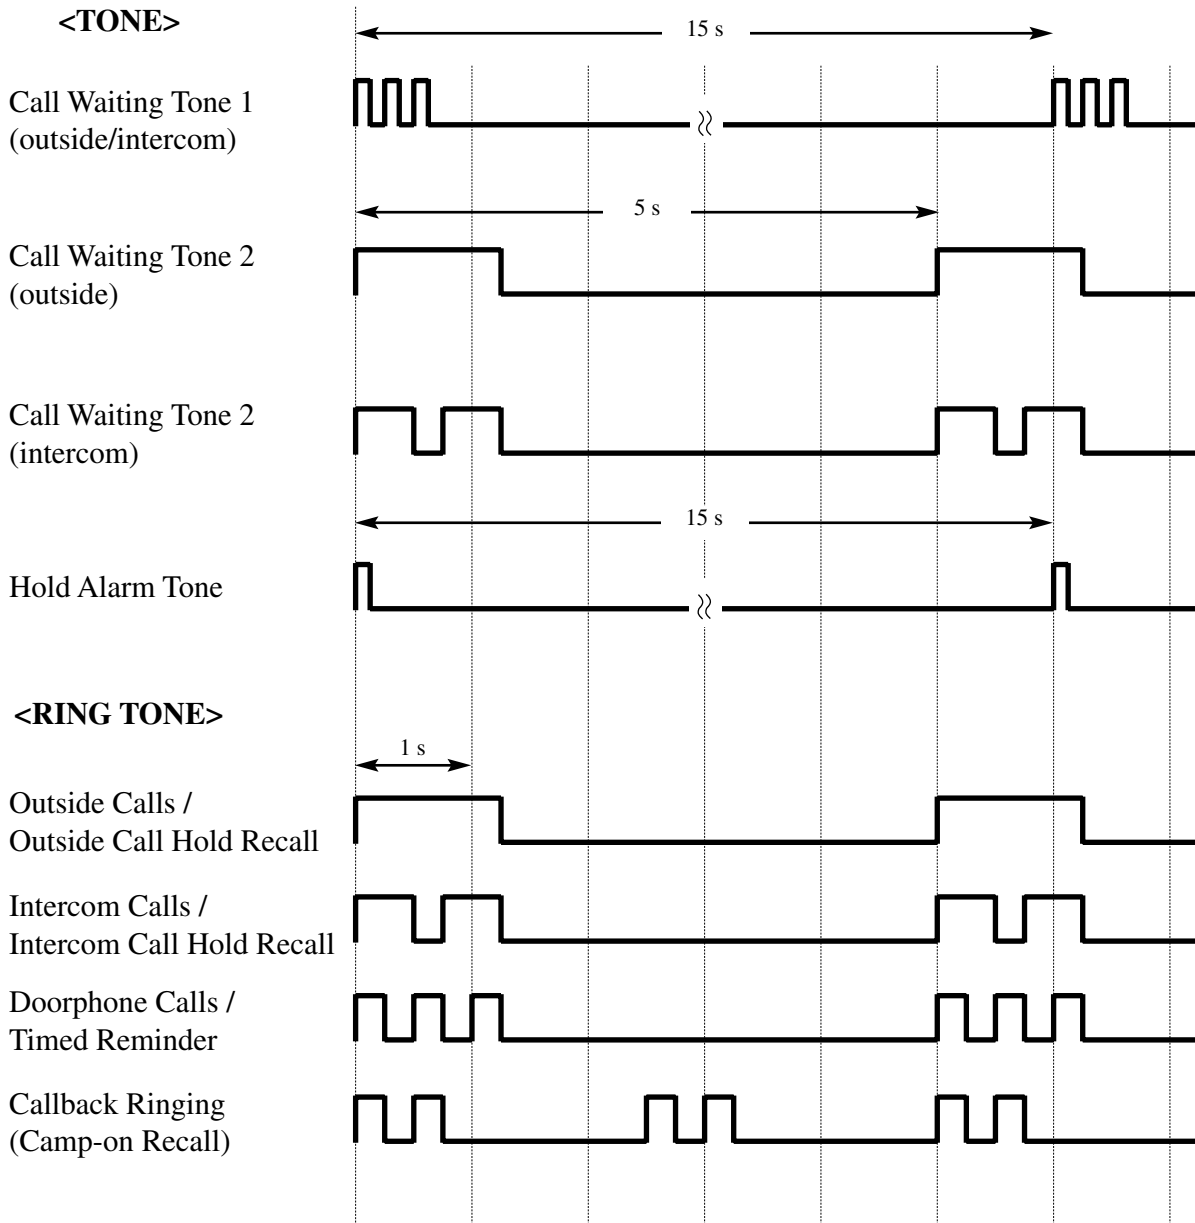 <TONE>
15 s
Call Waiting Tone 1
(outside/intercom)
5 s
Call Waiting Tone 2
(outside)
Call Waiting Tone 2
(intercom)
15 s
Hold Alarm Tone
<RING TONE>
1 s
Outside Calls /
Outside Call Hold Recall
Intercom Calls /
Intercom Call Hold Recall
Doorphone Calls /
Timed Reminder
Callback Ringing
(Camp-on Recall)